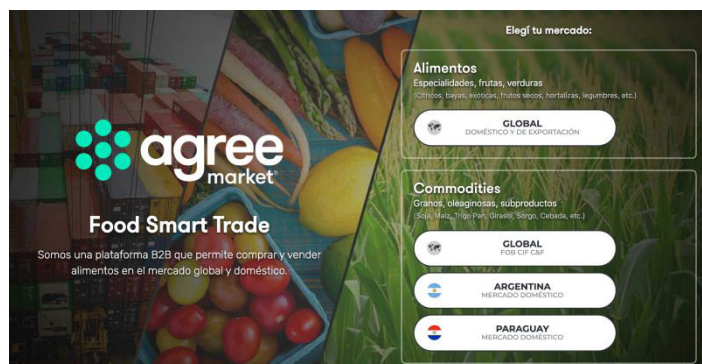 agree
market
Food Smart Trade
Somos una plataforma B2B que permite comprar y vender
alimentos en el mercado global y doméstico.
Elegí tu mercado:
Alimentos
Especialidades, frutas, verduras
(Cítricos, bayas, exóticas, frutos secos, hortalizas, legumbres, etc.)
GLOBAL
DOMÉSTICO Y DE EXPORTACIÓN
Commodities
Granos, oleaginosas, subproductos
(Soja, Maíz, Trigo Pan, Girasol, Sorgo, Cebada, etc.)
GLOBAL
FOB CIF C&F
ARGENTINA
MERCADO DOMÉSTICO
PARAGUAY
MERCADO DOMÉSTICO